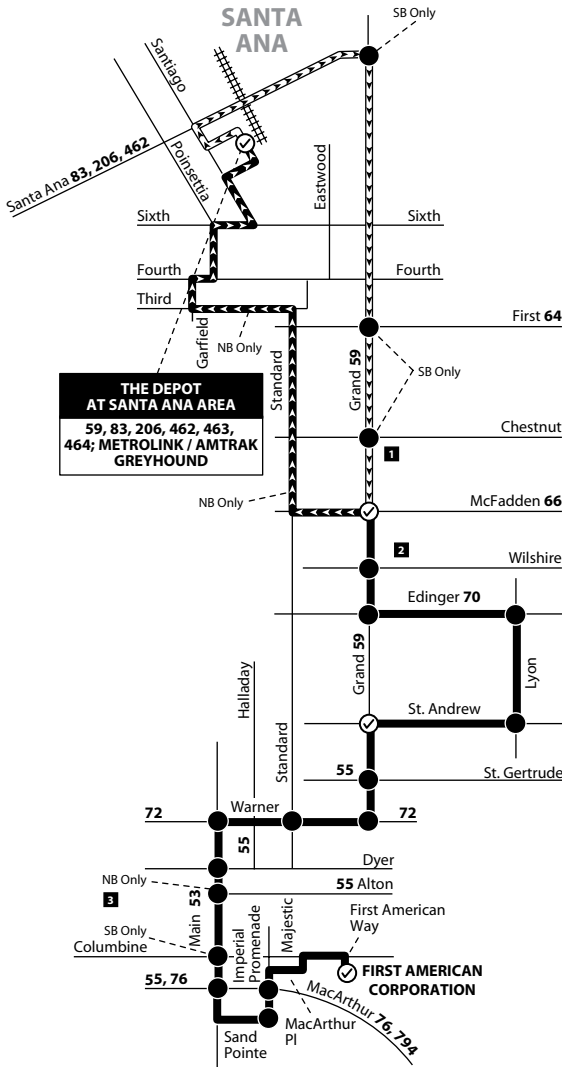 SANTA
ANA
SB Only
Santiago
Poinsettia
Santa Ana 83, 206, 462
Eastwood
Sixth
Sixth
Fourth
Fourth
Third
Garfield
NB Only
First 64
Standard
Grand 59
SB Only
THE DEPOT
AT SANTA ANA AREA
59, 83, 206, 462, 463,
464; METROLINK / AMTRAK
GREYHOUND
Chestnut
1
NB Only
McFadden 66
2
Wilshire
Edinger 70
Grand 59
Lyon
Halladay
Standard
St. Andrew
55
St. Gertrude
72
Warner
72
55
Dyer
NB Only
53
55 Alton
3
Main
Imperial
Promenade
Majestic
First American
Way
SB Only
Columbine
FIRST AMERICAN
CORPORATION
55, 76
MacArthur 76, 794
MacArthur
Pl
Sand
Pointe